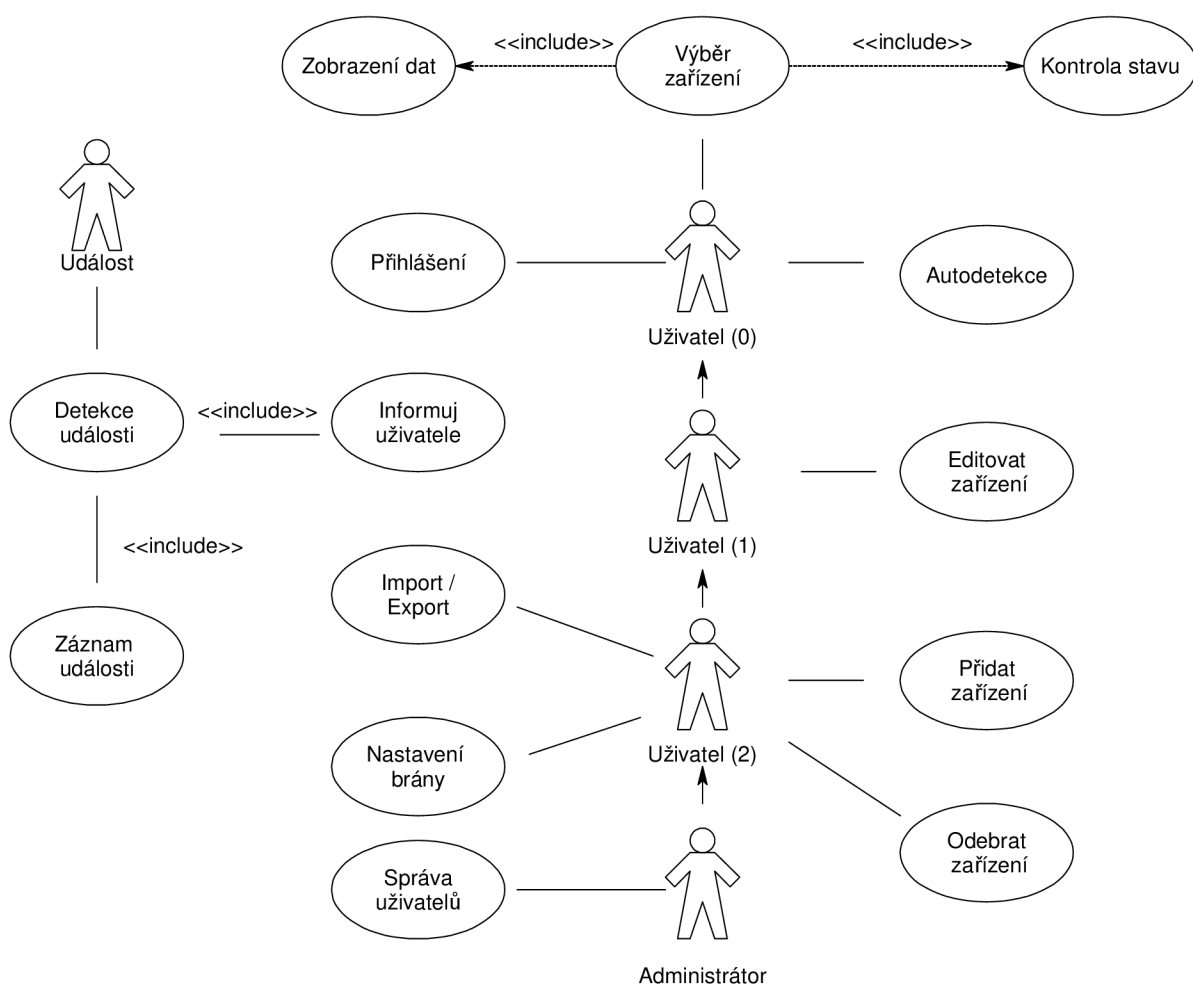 <<include>>
<<include>>
Zobrazení dat
Výběr
zařízení
Kontrola stavu
Událost
Přihlášení
Autodetekce
Uživatel (0)
Detekce
události
<<include>>
Informuj
uživatele
Editovat
zařízení
<<include>>
Uživatel (1)
Import /
Export
Záznam
události
Přidat
zařízení
Nastavení
brány
Uživatel (2)
Odebrat
zařízení
Správa
uživatelů
Administrátor